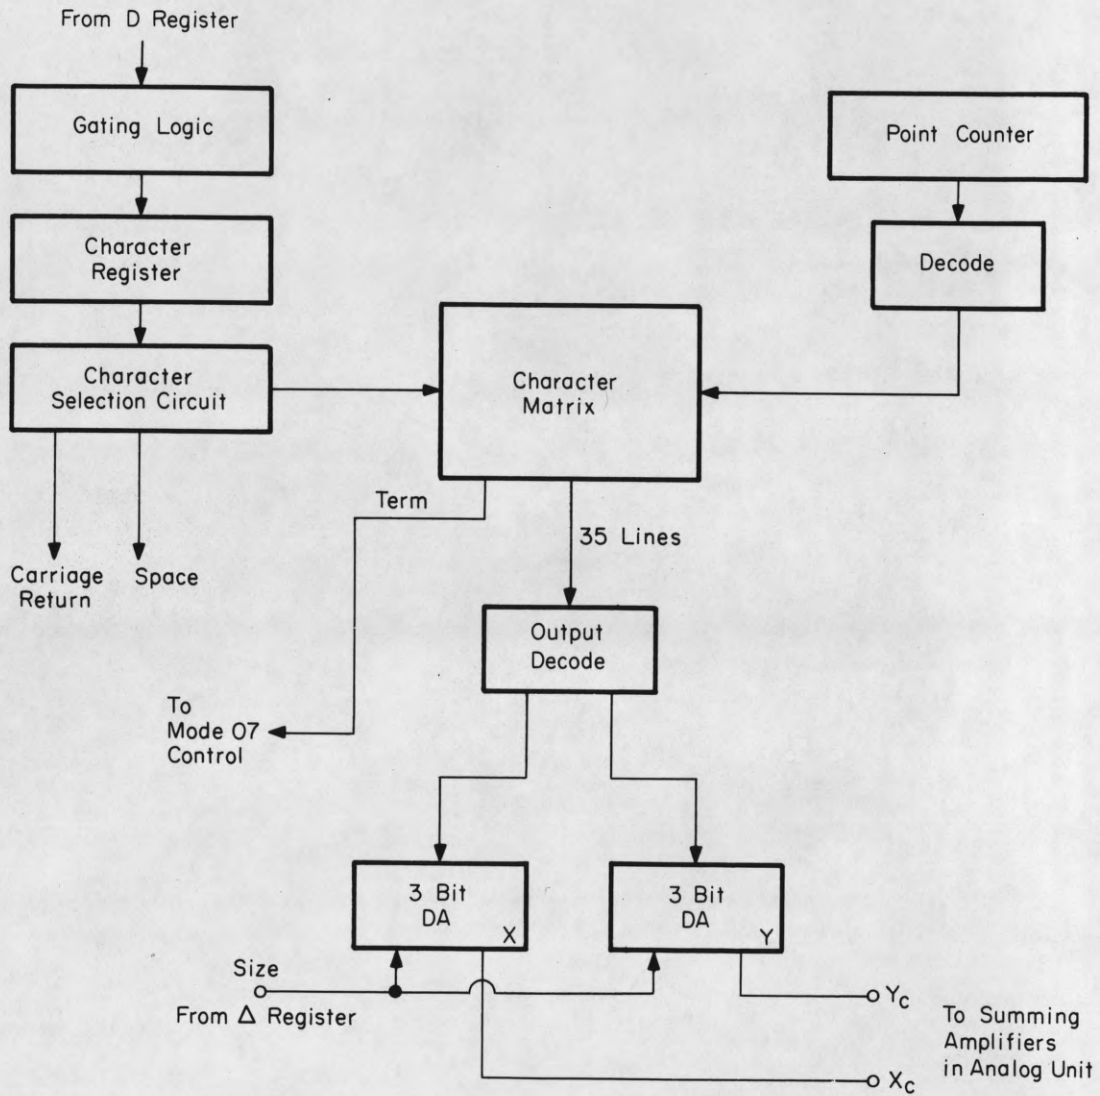 From D Register
Gating Logic
Point Counter
Character
Register
Decode
Character
Selection Circuit
Character
Matrix
Term
35 Lines
Carriage
Return
Space
Output
Decode
To
Mode 07
Control
3 Bit
DA
X
3 Bit
DA
Y
Size
From Δ Register
Yc
To Summing
Amplifiers
in Analog Unit
Xc